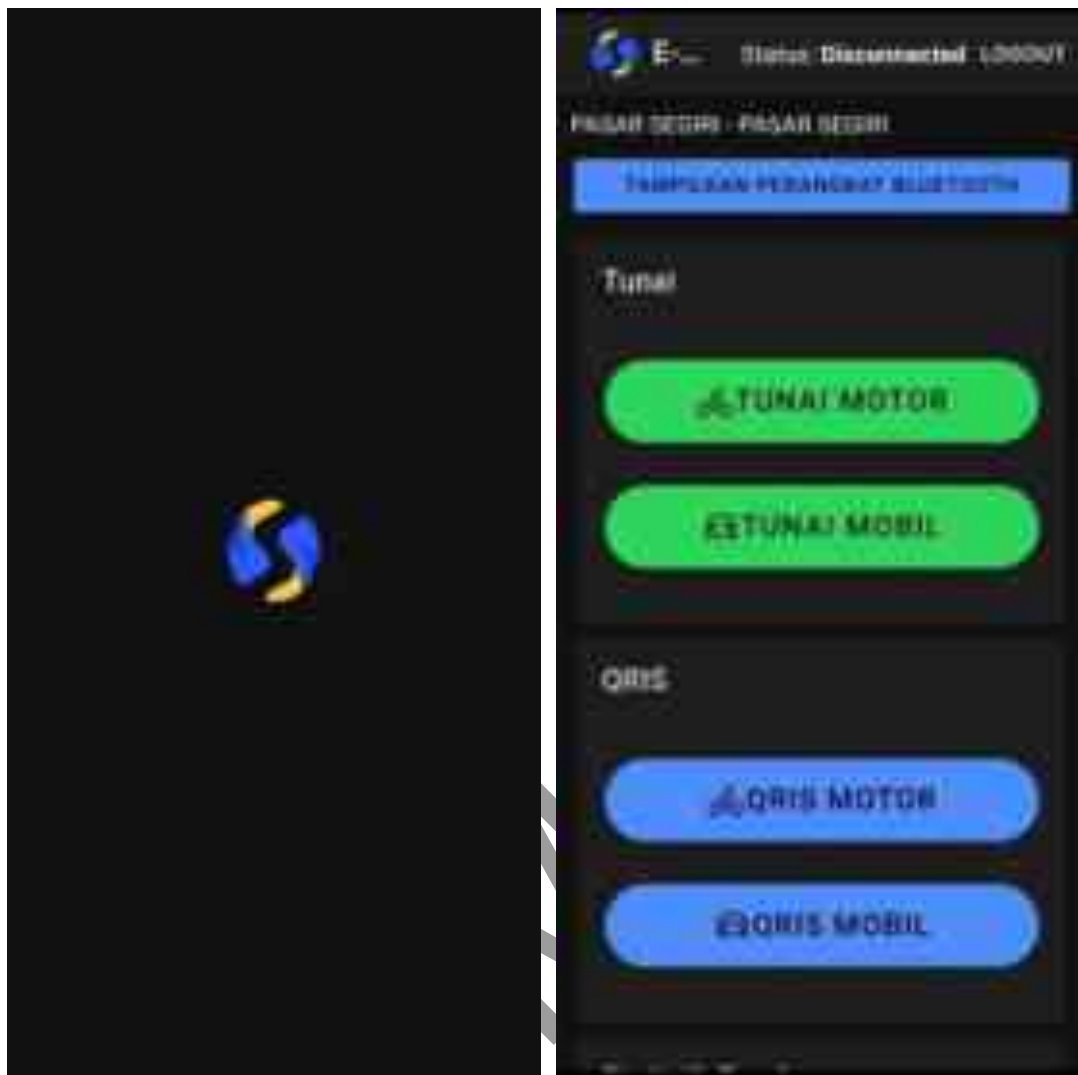 E-...
Status: Disconnected LOGOUT
PASAR SEGIRI - PASAR SEGIRI
TAMPILKAN PERANGKAT BLUETOOTH
Tunai
TUNAI MOTOR
TUNAI MOBIL
QRIS
QRIS MOTOR
QRIS MOBIL